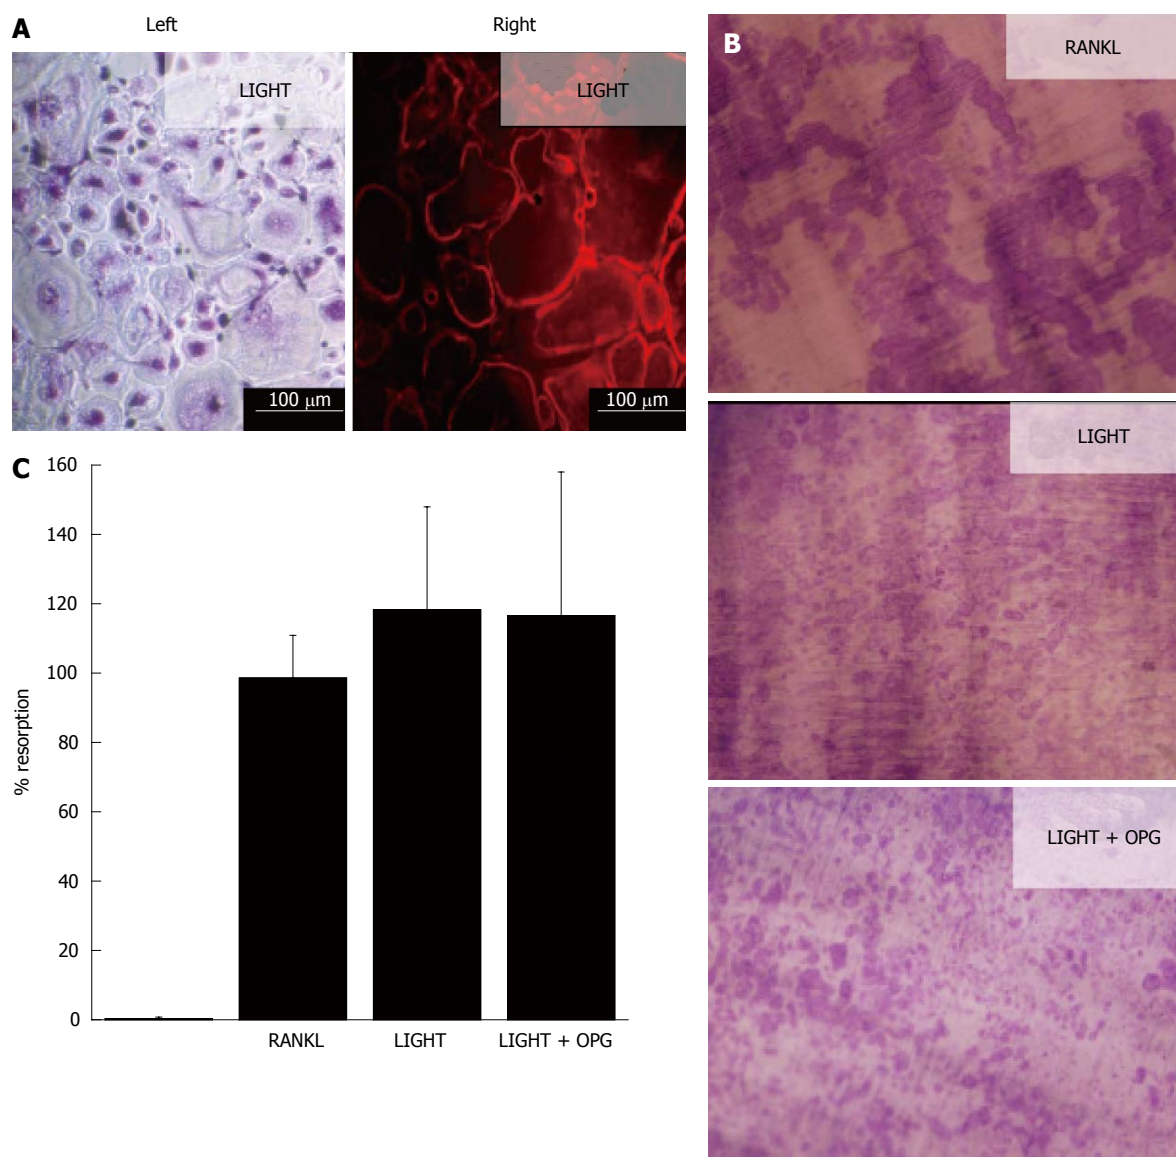 A
Left
Right
LIGHT
LIGHT
100 μm
100 μm
B
RANKL
LIGHT
LIGHT + OPG
C
160
140
120
100
80
60
40
20
0
% resorption
RANKL
LIGHT
LIGHT + OPG